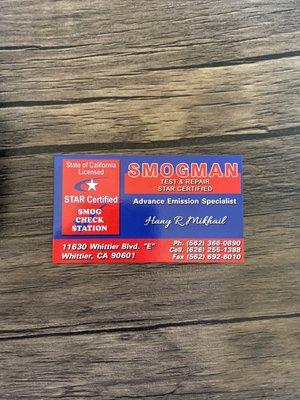 State of California
Licensed
STAR Certified
SMOG
CHECK
STATION
SMOGMAN
TEST & REPAIR
STAR CERTIFIED
Advance Emission Specialist
Hany R. Mikhail
11630 Whittier Blvd. "E"
Whittier, CA 90601
Ph. (562) 366-0890
Cell. (626) 255-1388
Fax (562) 692-6010